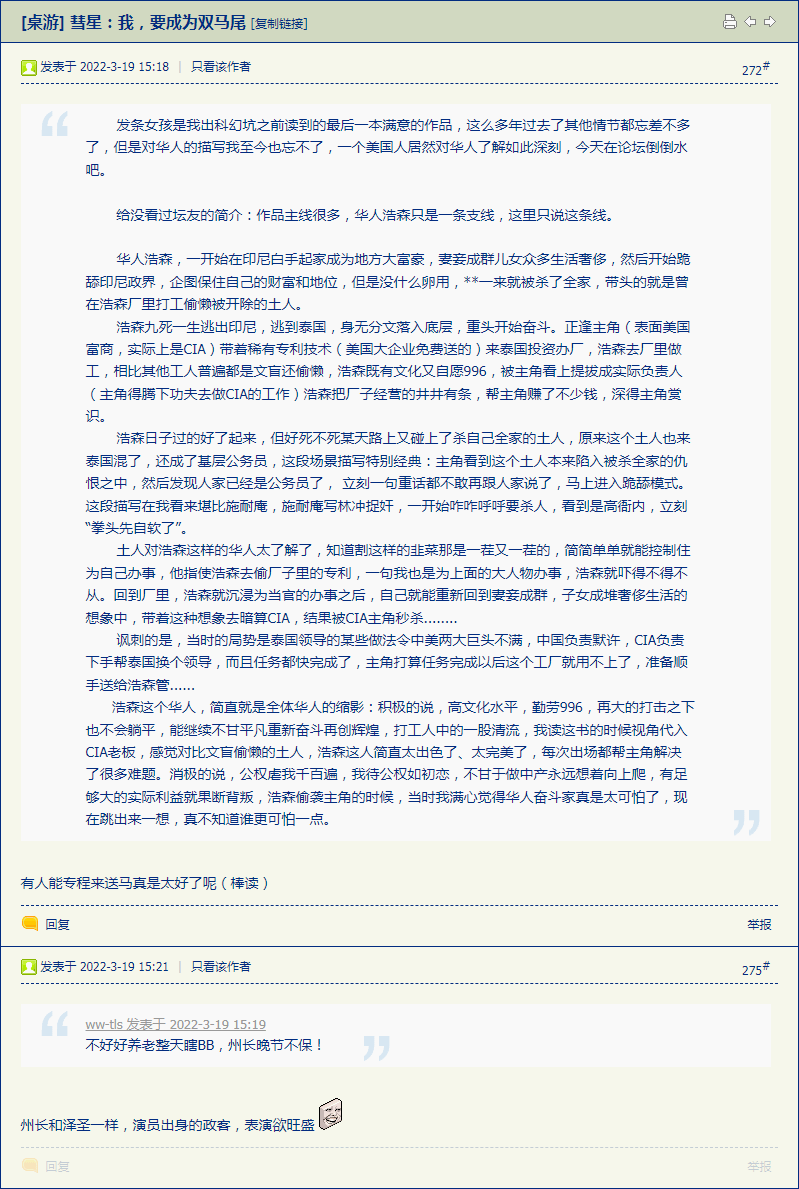 [桌游] 彗星：我，要成为双马尾 [复制链接]
发表于 2022-3-19 15:18 | 只看该作者
272#
发条女孩是我出科幻坑之前读到的最后一本满意的作品，这么多年过去了其他情节都忘差不多
了，但是对华人的描写我至今也忘不了，一个美国人居然对华人了解如此深刻，今天在论坛倒倒水
吧。
给没看过坛友的简介：作品主线很多，华人浩森只是一条支线，这里只说这条线。
华人浩森，一开始在印尼白手起家成为地方大富豪，妻妾成群儿女众多生活奢侈，然后开始跪
舔印尼政界，企图保住自己的财富和地位，但是没什么卵用，**一来就被杀了全家，带头的就是曾
在浩森厂里打工偷懒被开除的土人。
浩森九死一生逃出印尼，逃到泰国，身无分文落入底层，重头开始奋斗。正逢主角（表面美国
富商，实际上是CIA）带着稀有专利技术（美国大企业免费送的）来泰国投资办厂，浩森去厂里做
工，相比其他工人普遍都是文盲还偷懒，浩森既有文化又自愿996，被主角看上提拔成实际负责人
（主角得腾下功夫去做CIA的工作）浩森把厂子经营的井井有条，帮主角赚了不少钱，深得主角赏
识。
浩森日子过的好了起来，但好死不死某天路上又碰上了杀自己全家的土人，原来这个土人也来
泰国混了，还成了基层公务员，这段场景描写特别经典：主角看到这个土人本来陷入被杀全家的仇
恨之中，然后发现人家已经是公务员了， 立刻一句重话都不敢再跟人家说了，马上进入跪舔模式。
这段描写在我看来堪比施耐庵，施耐庵写林冲捉奸，一开始咋咋呼呼要杀人，看到是高衙内，立刻
“拳头先自软了”。
土人对浩森这样的华人太了解了，知道割这样的韭菜那是一茬又一茬的，简简单单就能控制住
为自己办事，他指使浩森去偷厂子里的专利，一句我也是为上面的大人物办事，浩森就吓得不得不
从。回到厂里，浩森就沉浸为当官的办事之后，自己就能重新回到妻妾成群，子女成堆奢侈生活的
想象中，带着这种想象去暗算CIA，结果被CIA主角秒杀........
讽刺的是，当时的局势是泰国领导的某些做法令中美两大巨头不满，中国负责默许，CIA负责
下手帮泰国换个领导，而且任务都快完成了，主角打算任务完成以后这个工厂就用不上了，准备顺
手送给浩森管......
浩森这个华人，简直就是全体华人的缩影：积极的说，高文化水平，勤劳996，再大的打击之下
也不会躺平，能继续不甘平凡重新奋斗再创辉煌，打工人中的一股清流，我读这书的时候视角代入
CIA老板，感觉对比文盲偷懒的土人，浩森这人简直太出色了、太完美了，每次出场都帮主角解决
了很多难题。消极的说，公权虐我千百遍，我待公权如初恋，不甘于做中产永远想着向上爬，有足
够大的实际利益就果断背叛，浩森偷袭主角的时候，当时我满心觉得华人奋斗家真是太可怕了，现
在跳出来一想，真不知道谁更可怕一点。
有人能专程来送马真是太好了呢（棒读）
回复
举报
发表于 2022-3-19 15:21 | 只看该作者
275#
ww-tls 发表于 2022-3-19 15:19
不好好养老整天瞎BB，州长晚节不保！
州长和泽圣一样，演员出身的政客，表演欲旺盛
回复
举报